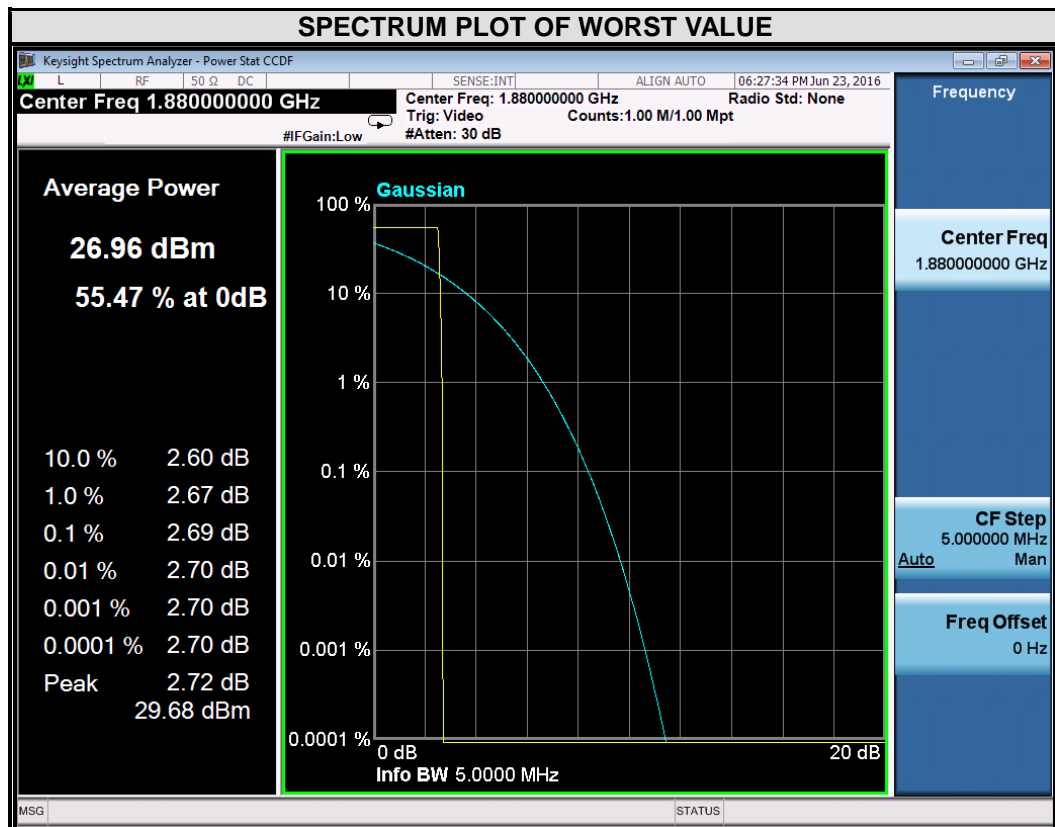 SPECTRUM PLOT OF WORST VALUE
Keysight Spectrum Analyzer - Power Stat CCDF
LXI L RF 50 Ω DC SENSE:INT ALIGN AUTO 06:27:34 PM Jun 23, 2016
Center Freq 1.880000000 GHz
#IFGain:Low
Center Freq: 1.880000000 GHz Radio Std: None
Trig: Video Counts:1.00 M/1.00 Mpt
#Atten: 30 dB
Average Power
26.96 dBm
55.47 % at 0dB
10.0 % 2.60 dB
1.0 % 2.67 dB
0.1 % 2.69 dB
0.01 % 2.70 dB
0.001 % 2.70 dB
0.0001 % 2.70 dB
Peak 2.72 dB
29.68 dBm
Gaussian
100 %
10 %
1 %
0.1 %
0.01 %
0.001 %
0.0001 %
0 dB 20 dB
Info BW 5.0000 MHz
Frequency
Center Freq
1.880000000 GHz
CF Step
5.000000 MHz
Auto Man
Freq Offset
0 Hz
MSG STATUS